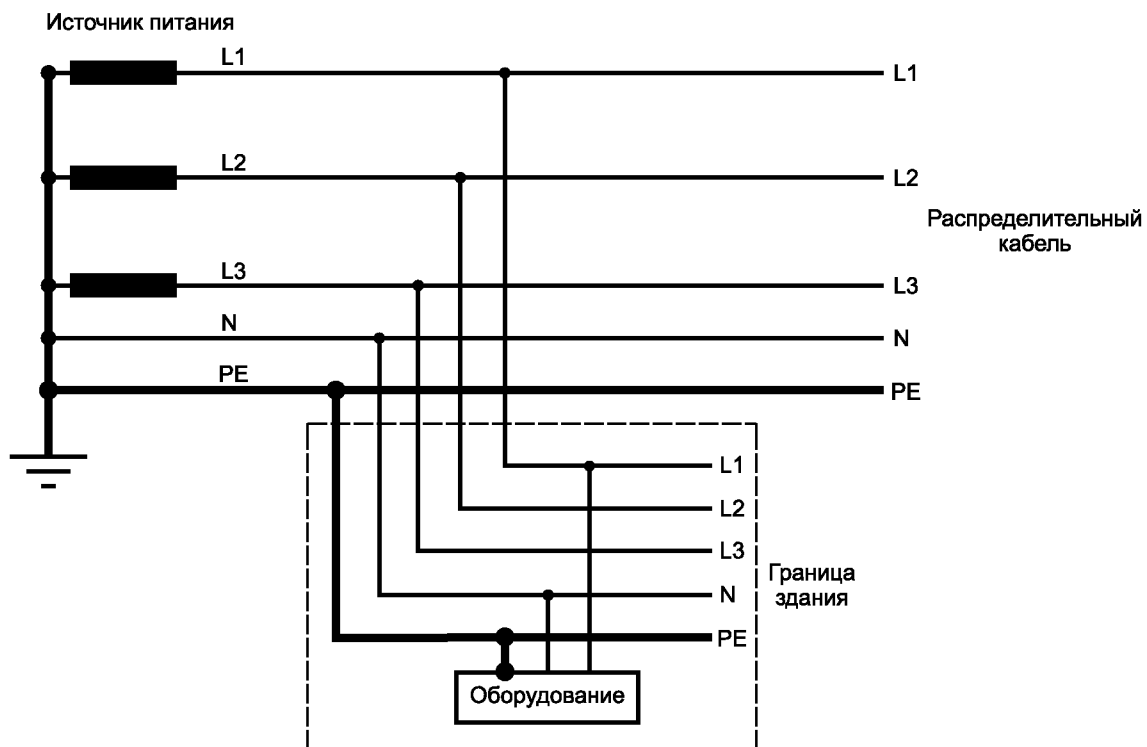 Источник питания
L1
L1
L2
L2
Распределительный
кабель
L3
L3
N
N
PE
PE
L1
L2
L3
Граница
здания
N
PE
Оборудование